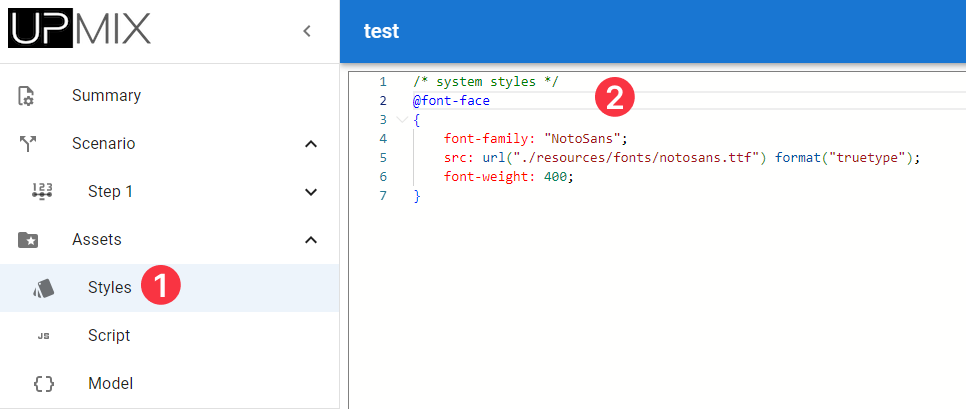 UPMIX
test
Summary
Scenario
123
Step 1
Assets
Styles
1
JS
Script
{}
Model
1 /* system styles */
2
2 @font-face
3 {
4 font-family: "NotoSans";
5 src: url("./resources/fonts/notosans.ttf") format("truetype");
6 font-weight: 400;
7 }